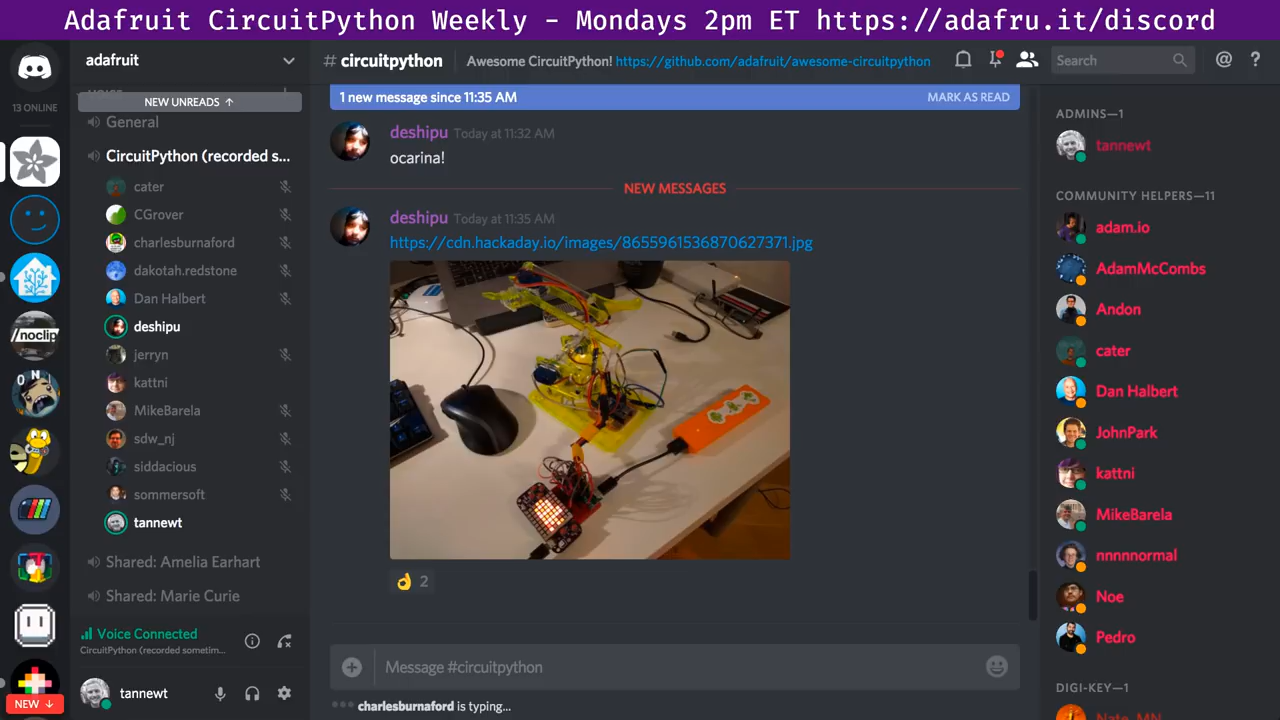 Adafruit CircuitPython Weekly - Mondays 2pm ET https://adafru.it/discord
13 ONLINE
/noclip
NEW ↓
adafruit
NEW UNREADS ↑
General
CircuitPython (recorded s...
cater
CGrover
charlesburnaford
dakotah.redstone
Dan Halbert
deshipu
jerryn
kattni
MikeBarela
sdw_nj
siddacious
sommersoft
tannewt
Shared: Amelia Earhart
Shared: Marie Curie
Voice Connected
CircuitPython (recorded sometim...
tannewt
# circuitpython
Awesome CircuitPython! https://github.com/adafruit/awesome-circuitpython
Search
@ ?
1 new message since 11:35 AM MARK AS READ
deshipu Today at 11:32 AM
ocarina!
NEW MESSAGES
deshipu Today at 11:35 AM
https://cdn.hackaday.io/images/8655961536870627371.jpg
2
Message #circuitpython
charlesburnaford is typing...
ADMINS—1
tannewt
COMMUNITY HELPERS—11
adam.io
AdamMcCombs
Andon
cater
Dan Halbert
JohnPark
kattni
MikeBarela
nnnnnormal
Noe
Pedro
DIGI-KEY—1